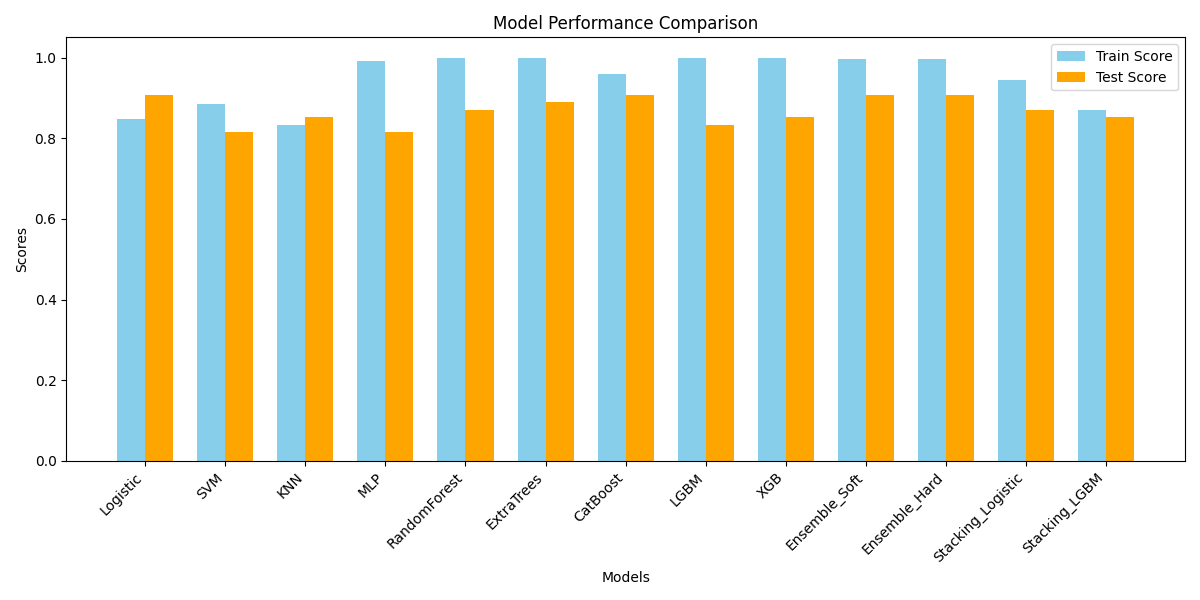 Model Performance Comparison
Train Score
Test Score
Scores
1.0
0.8
0.6
0.4
0.2
0.0
Logistic
SVM
KNN
MLP
RandomForest
ExtraTrees
CatBoost
LGBM
XGB
Ensemble_Soft
Ensemble_Hard
Stacking_Logistic
Stacking_LGBM
Models